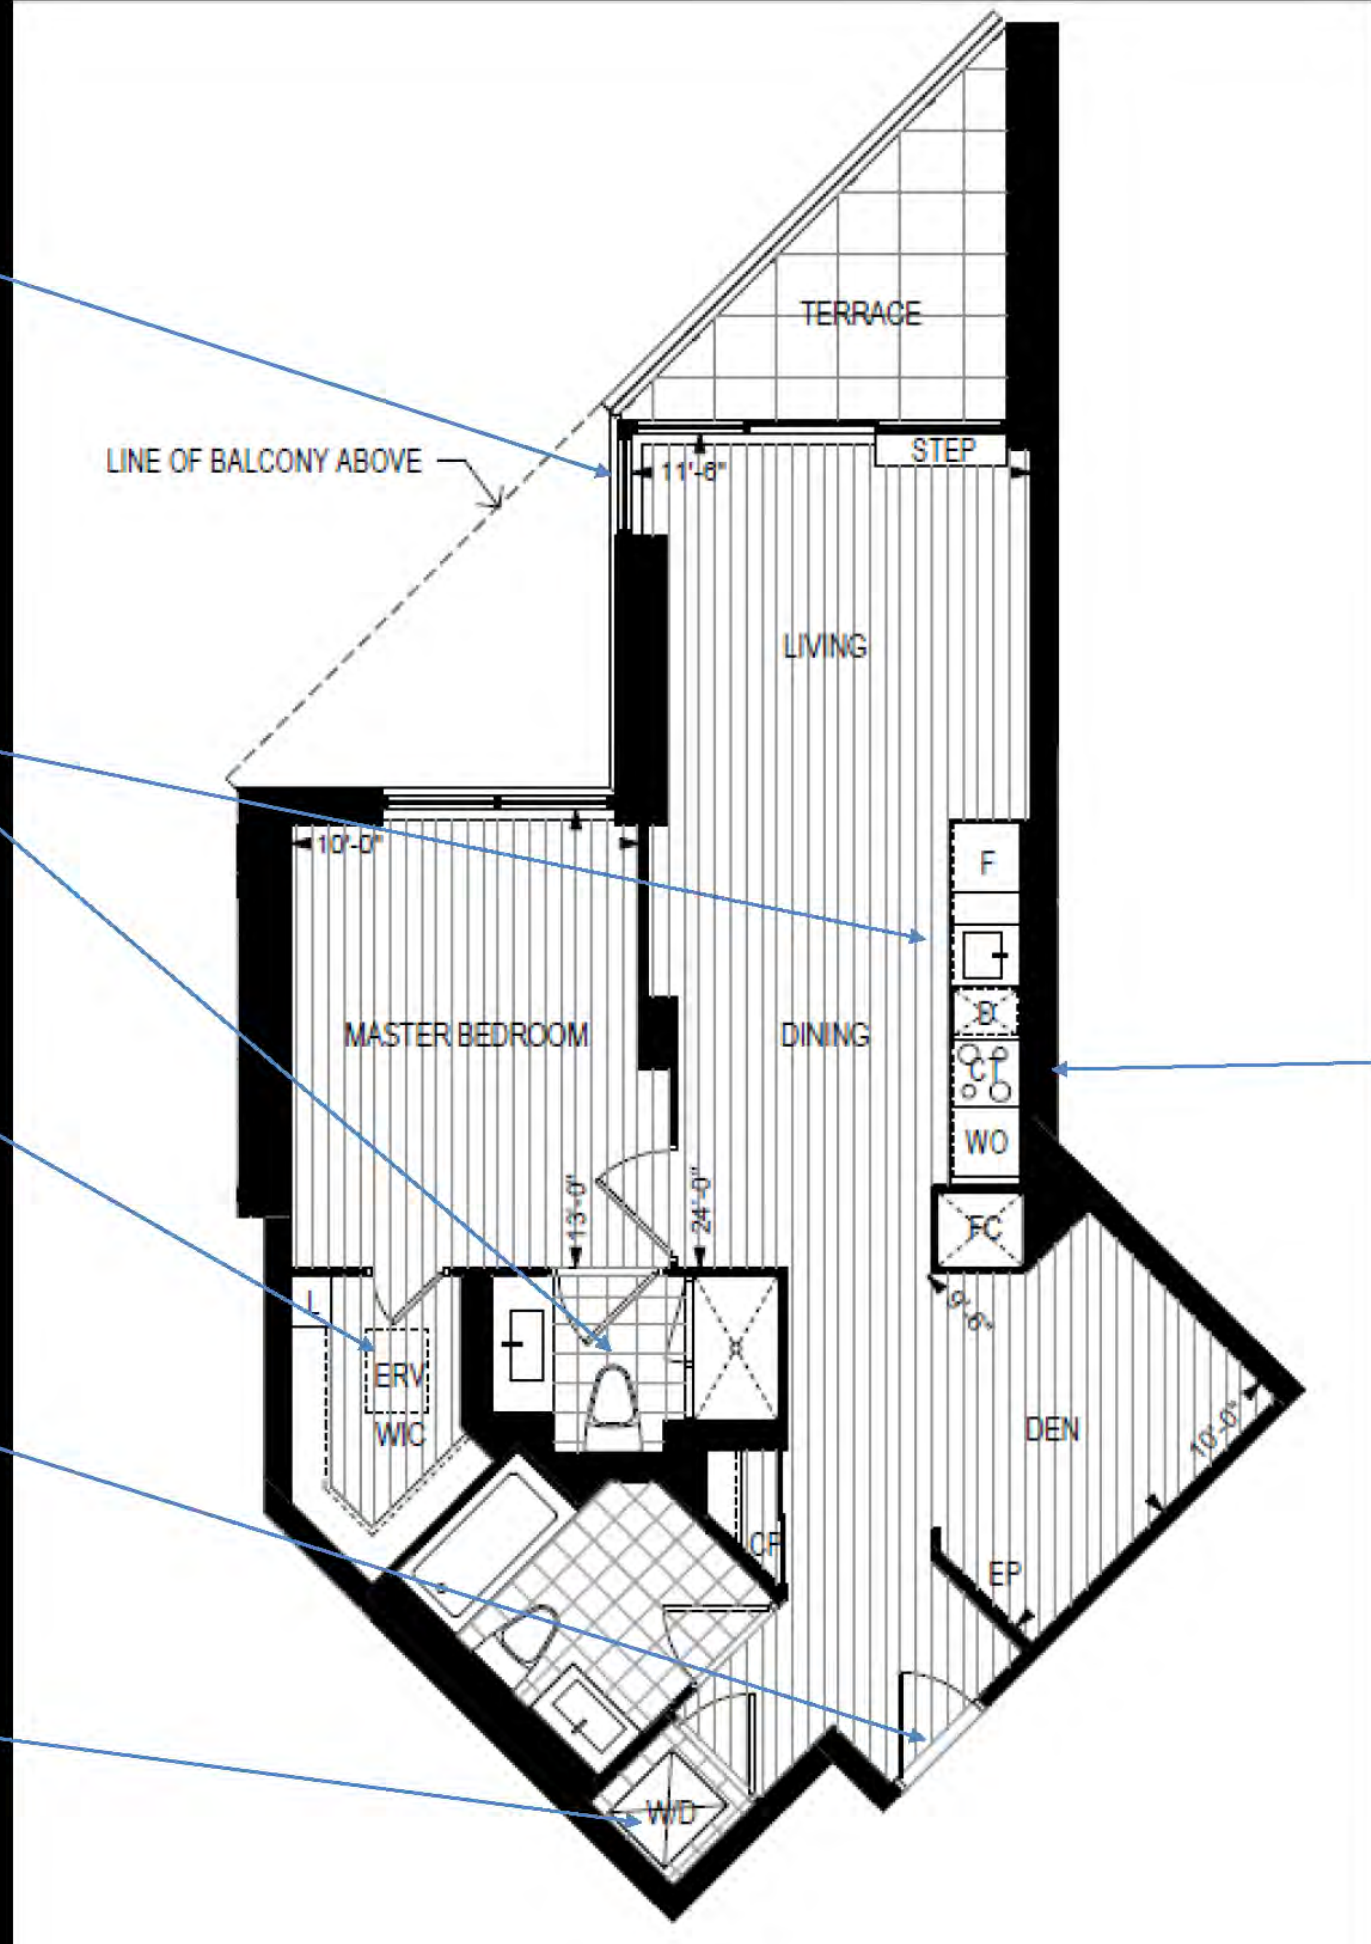 TERRACE
LINE OF BALCONY ABOVE
STEP
11'-6"
LIVING
10'-0"
F
MASTER BEDROOM
DINING
D
CT
WO
13'-0"
24'-0"
FC
L
9'-6"
ERV
WIC
DEN
10'-0"
EP
W/D